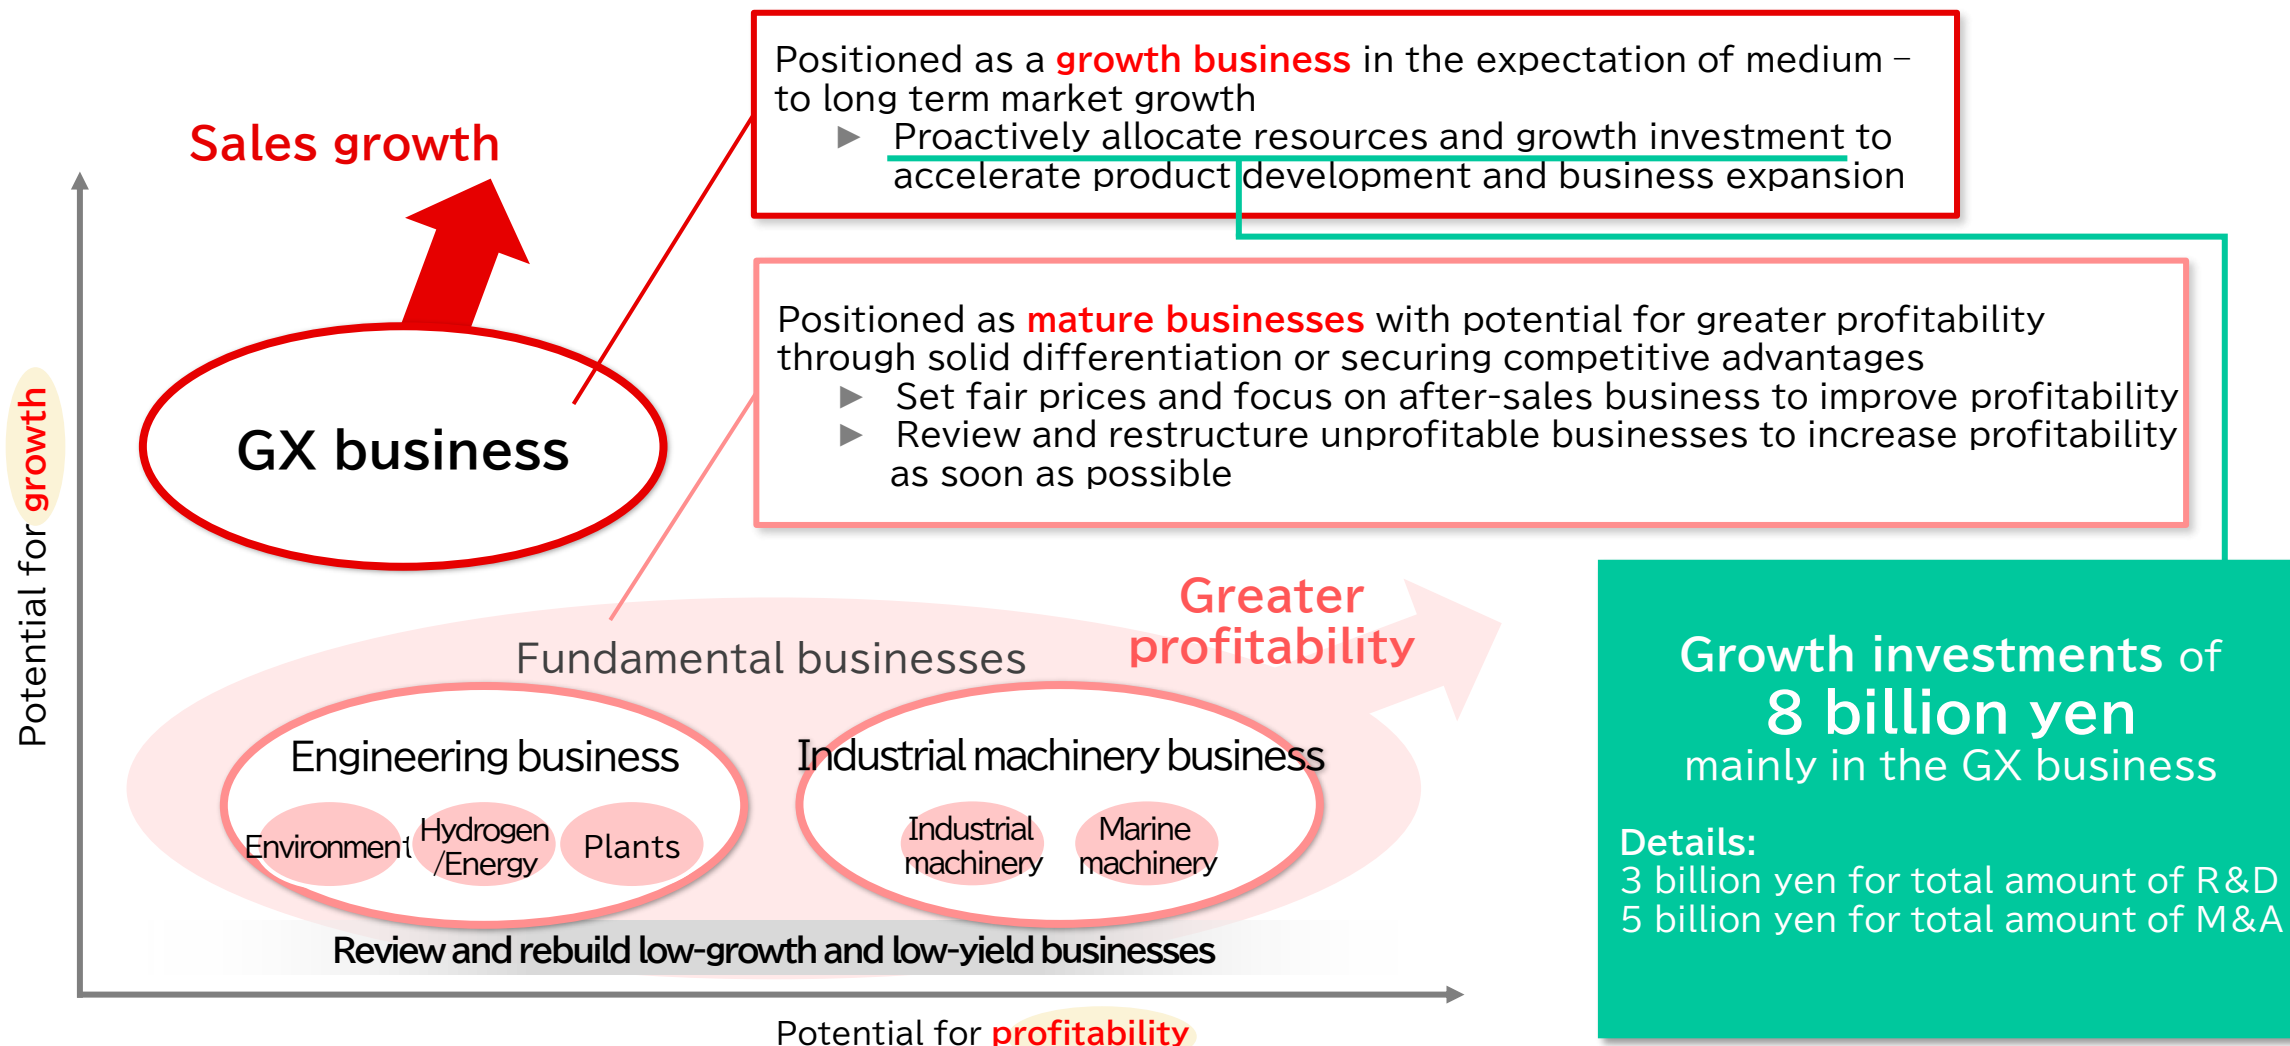 Positioned as a growth business in the expectation of medium –
to long term market growth
► Proactively allocate resources and growth investment to
accelerate product development and business expansion
Sales growth
Positioned as mature businesses with potential for greater profitability
through solid differentiation or securing competitive advantages
► Set fair prices and focus on after-sales business to improve profitability
► Review and restructure unprofitable businesses to increase profitability
as soon as possible
GX business
Potential for growth
Greater
profitability
Fundamental businesses
Engineering business
Environment
Hydrogen
/Energy
Plants
Industrial machinery business
Industrial
machinery
Marine
machinery
Review and rebuild low-growth and low-yield businesses
Potential for profitability
Growth investments of
8 billion yen
mainly in the GX business
Details:
3 billion yen for total amount of R&D
5 billion yen for total amount of M&A